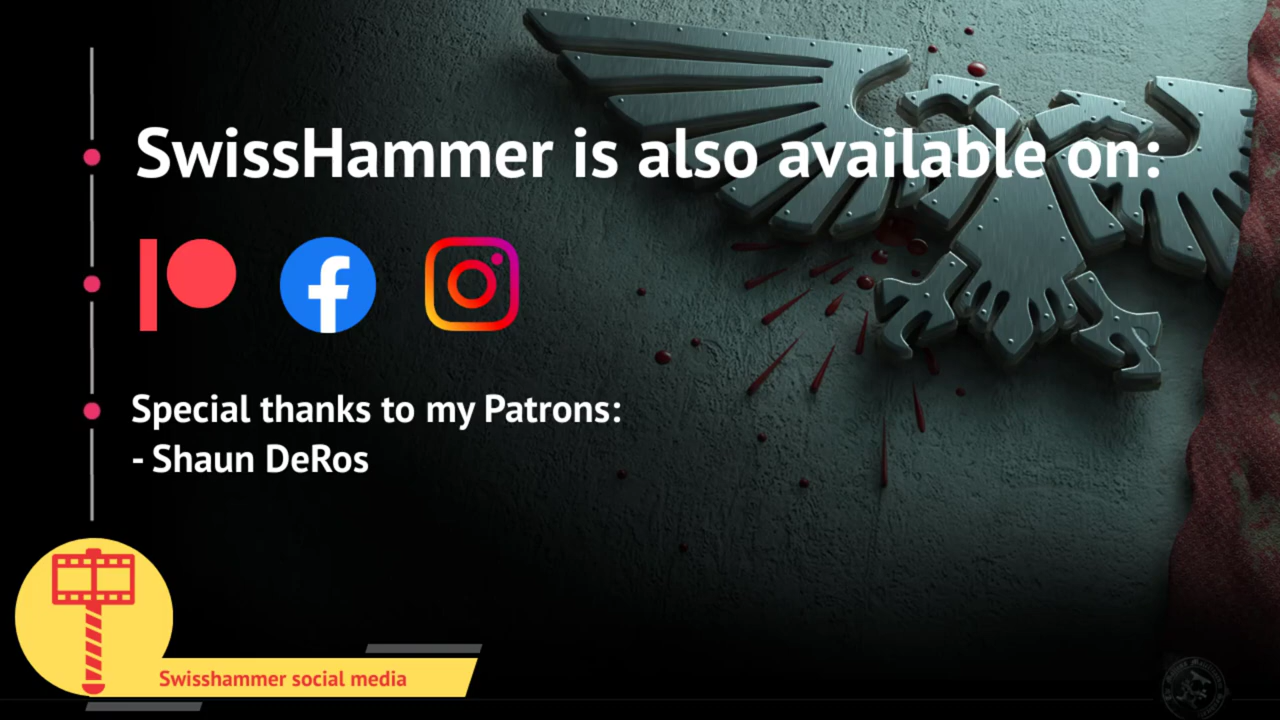 SwissHammer is also available on:
Special thanks to my Patrons:
- Shaun DeRos
Swisshammer social media